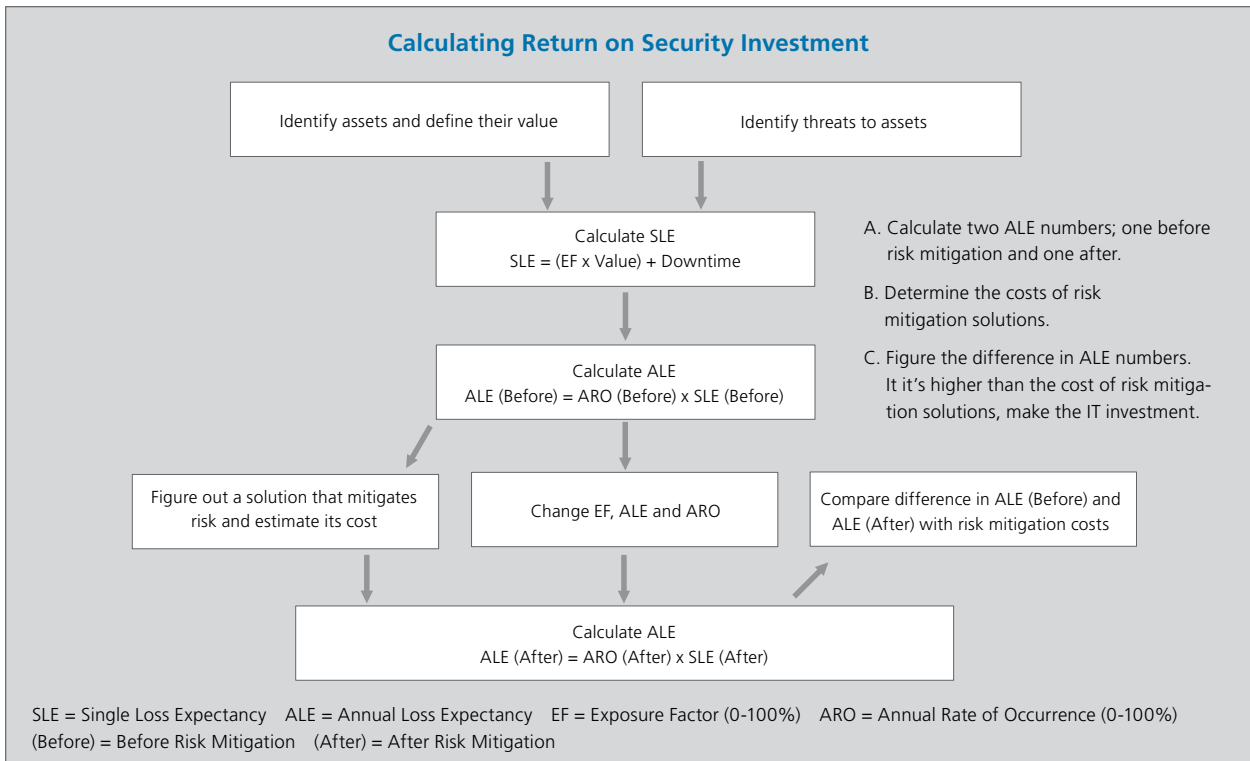 Calculating Return on Security Investment
Identify assets and define their value
Identify threats to assets
Calculate SLE
SLE = (EF x Value) + Downtime
A. Calculate two ALE numbers; one before
risk mitigation and one after.
B. Determine the costs of risk
mitigation solutions.
C. Figure the difference in ALE numbers.
It it's higher than the cost of risk mitiga-
tion solutions, make the IT investment.
Calculate ALE
ALE (Before) = ARO (Before) x SLE (Before)
Figure out a solution that mitigates
risk and estimate its cost
Change EF, ALE and ARO
Compare difference in ALE (Before) and
ALE (After) with risk mitigation costs
Calculate ALE
ALE (After) = ARO (After) x SLE (After)
SLE = Single Loss Expectancy ALE = Annual Loss Expectancy EF = Exposure Factor (0-100%) ARO = Annual Rate of Occurrence (0-100%)
(Before) = Before Risk Mitigation (After) = After Risk Mitigation